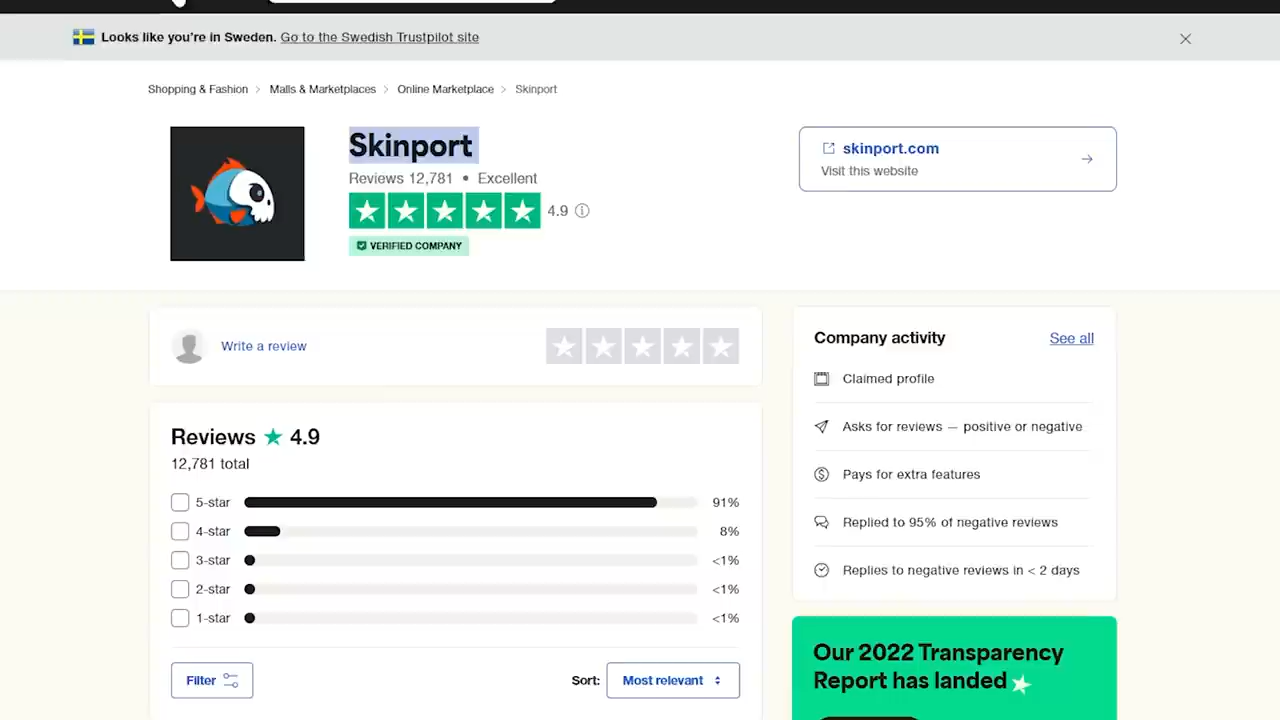 Looks like you're in Sweden. Go to the Swedish Trustpilot site
Shopping & Fashion > Malls & Marketplaces > Online Marketplace > Skinport
Skinport
Reviews 12,781 • Excellent
4.9
VERIFIED COMPANY
skinport.com
Visit this website
Write a review
Reviews ★ 4.9
12,781 total
5-star 91%
4-star 8%
3-star <1%
2-star <1%
1-star <1%
Filter
Sort: Most relevant
Company activity See all
Claimed profile
Asks for reviews — positive or negative
Pays for extra features
Replied to 95% of negative reviews
Replies to negative reviews in < 2 days
Our 2022 Transparency
Report has landed